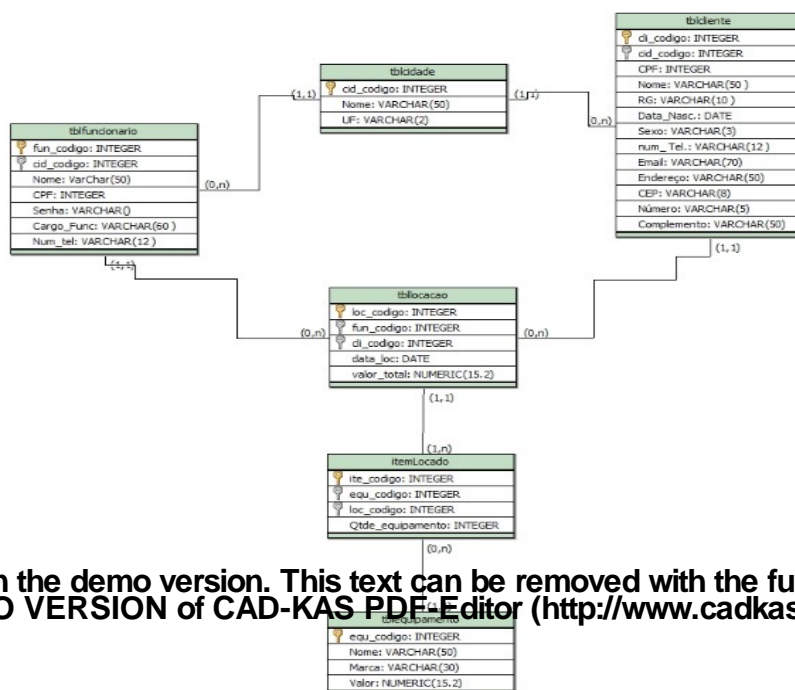 tblcliente
cli_codigo: INTEGER
cid_codigo: INTEGER
CPF: INTEGER
Nome: VARCHAR(50 )
RG: VARCHAR(10 )
Data_Nasc.: DATE
Sexo: VARCHAR(3)
num_ Tel.: VARCHAR(12 )
Email: VARCHAR(70)
Endereço: VARCHAR(50)
CEP: VARCHAR(8)
Número: VARCHAR(5)
Complemento: VARCHAR(50)
(1,1)
tblcidade
cid_codigo: INTEGER
Nome: VARCHAR(50)
UF: VARCHAR(2)
(1,1)
(1,1)
(0,n)
tblfuncionario
fun_codigo: INTEGER
cid_codigo: INTEGER
Nome: VarChar(50)
CPF: INTEGER
Senha: VARCHAR()
Cargo_Func: VARCHAR(60 )
Num_tel: VARCHAR(12 )
(0,n)
(1,1)
tbllocacao
loc_codigo: INTEGER
fun_codigo: INTEGER
cli_codigo: INTEGER
data_loc: DATE
valor_total: NUMERIC(15.2)
(0,n)
(0,n)
(1,1)
(1,n)
itemLocado
ite_codigo: INTEGER
equ_codigo: INTEGER
loc_codigo: INTEGER
Qtde_equipamento: INTEGER
(0,n)
n the demo version. This text can be removed with the fu
O VERSION of CAD-KAS PDF-Editor (http://www.cadkas
(1,1)
tblequipamento
equ_codigo: INTEGER
Nome: VARCHAR(50)
Marca: VARCHAR(30)
Valor: NUMERIC(15.2)